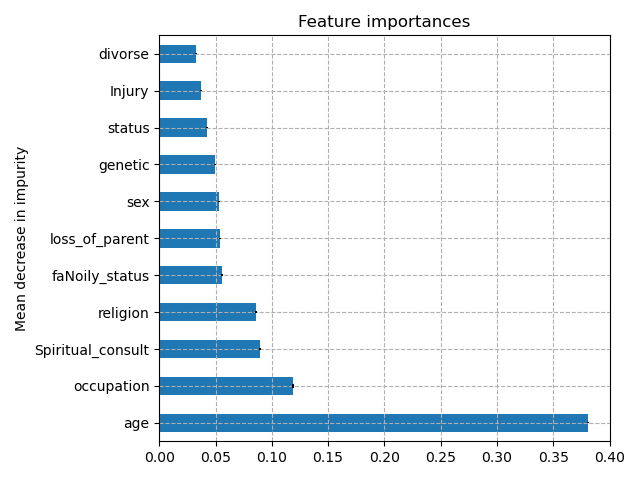 Feature importances
divorse
Injury
status
genetic
sex
loss_of_parent
faNoily_status
religion
Spiritual_consult
occupation
age
Mean decrease in impurity
0.00 0.05 0.10 0.15 0.20 0.25 0.30 0.35 0.40